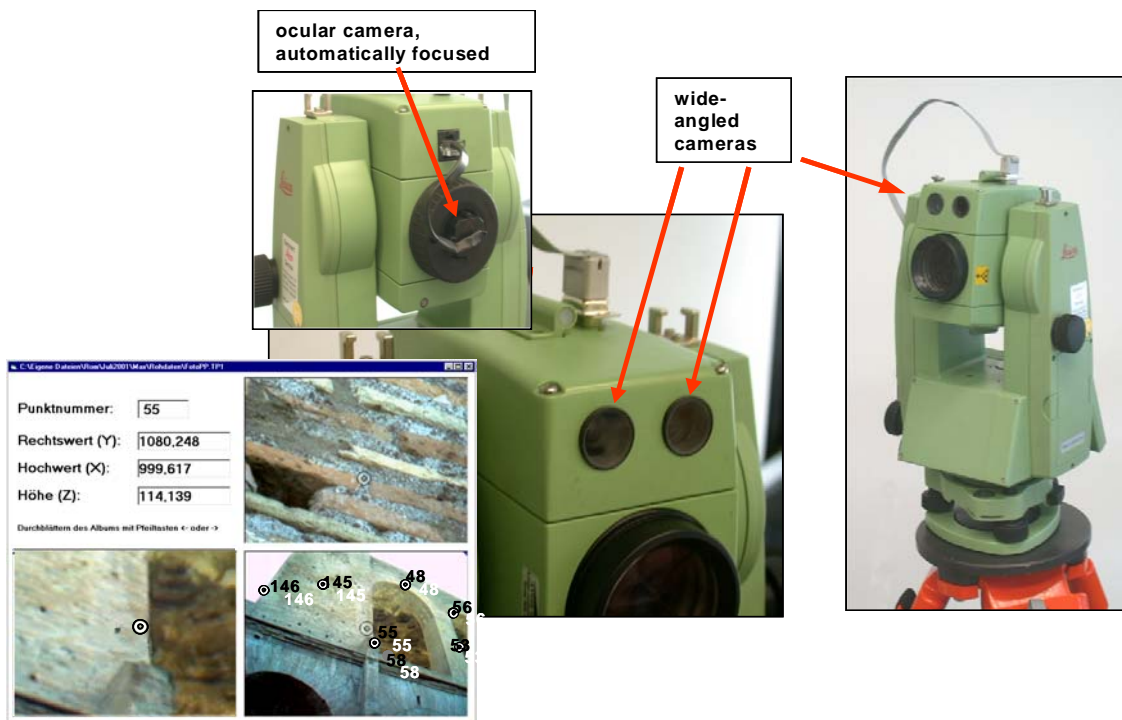 ocular camera,
automatically focused
wide-
angled
cameras
Leica
Leica
C:\Eigene Dateien\Rom\Juli2001\Max\Rohdaten\FotoPP.TP1
Punktnummer: 55
Rechtswert (Y): 1080,248
Hochwert (X): 999,617
Höhe (Z): 114,139
Durchblättern des Albums mit Pfeiltasten <- oder ->
146
146
145
145
48
48
56
55
55
53
58
58